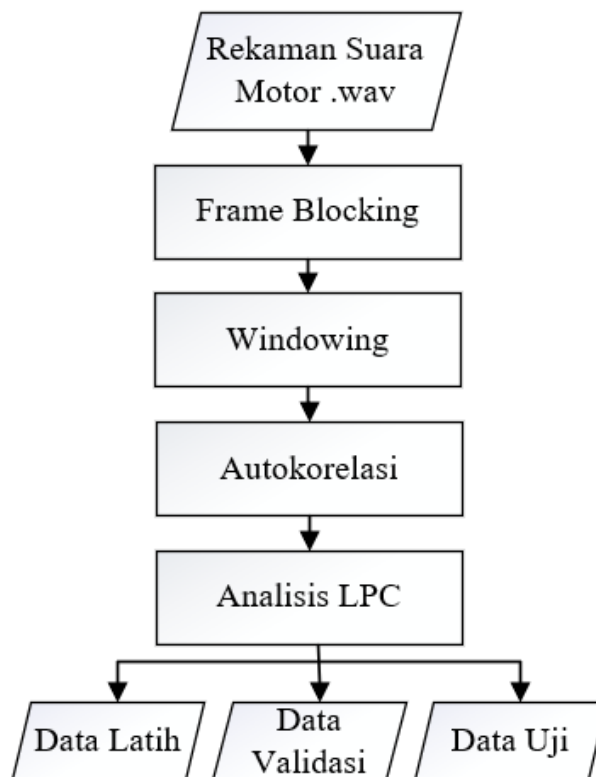 Rekaman Suara
Motor .wav
Frame Blocking
Windowing
Autokorelasi
Analisis LPC
Data Latih
Data
Validasi
Data Uji